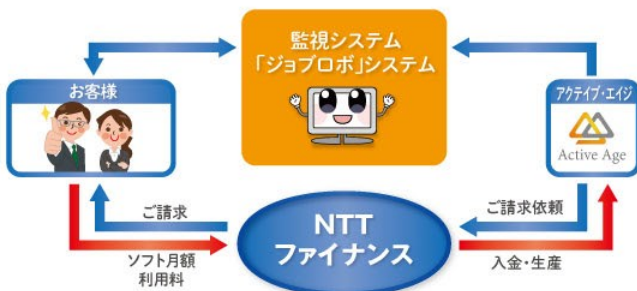 監視システム
「ジョブロボ」システム
お客様
アクティブ・エイジ
Active Age
ご請求
ご請求依頼
NTT
ファイナンス
ソフト月額
利用料
入金・生産